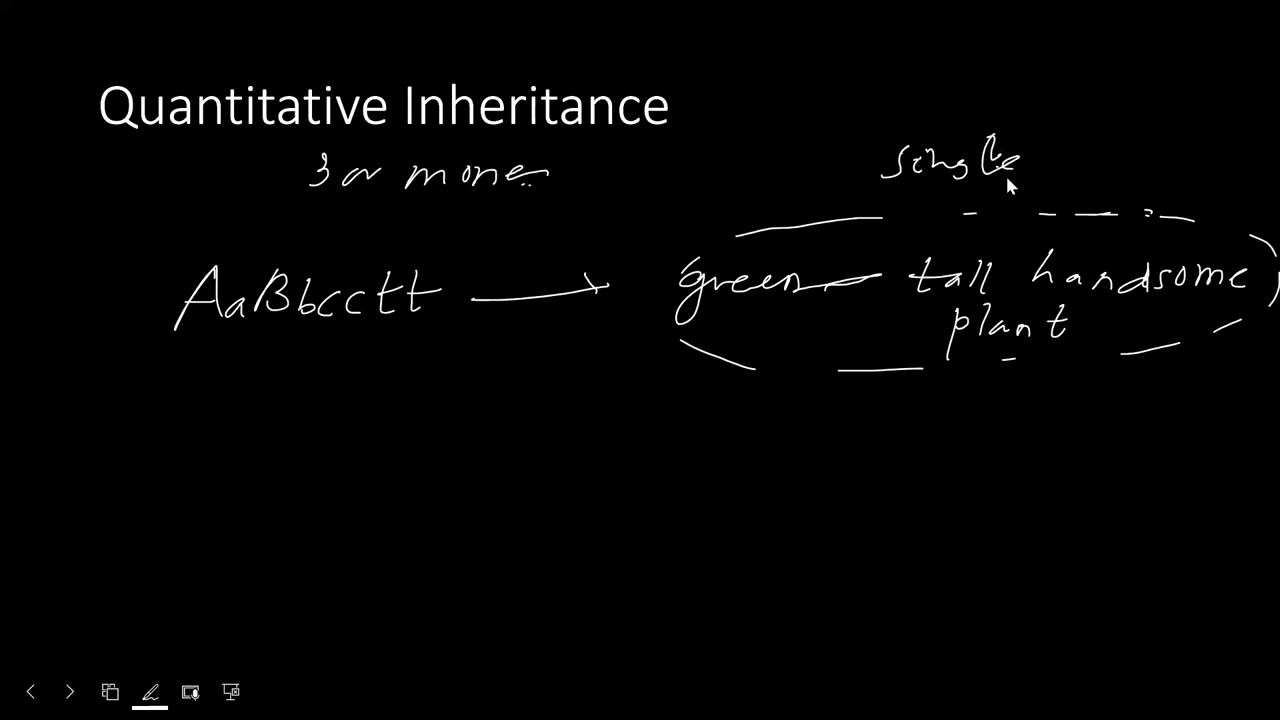 Quantitative Inheritance
3 or more
single
AaBbcctt → green tall handsome
plant